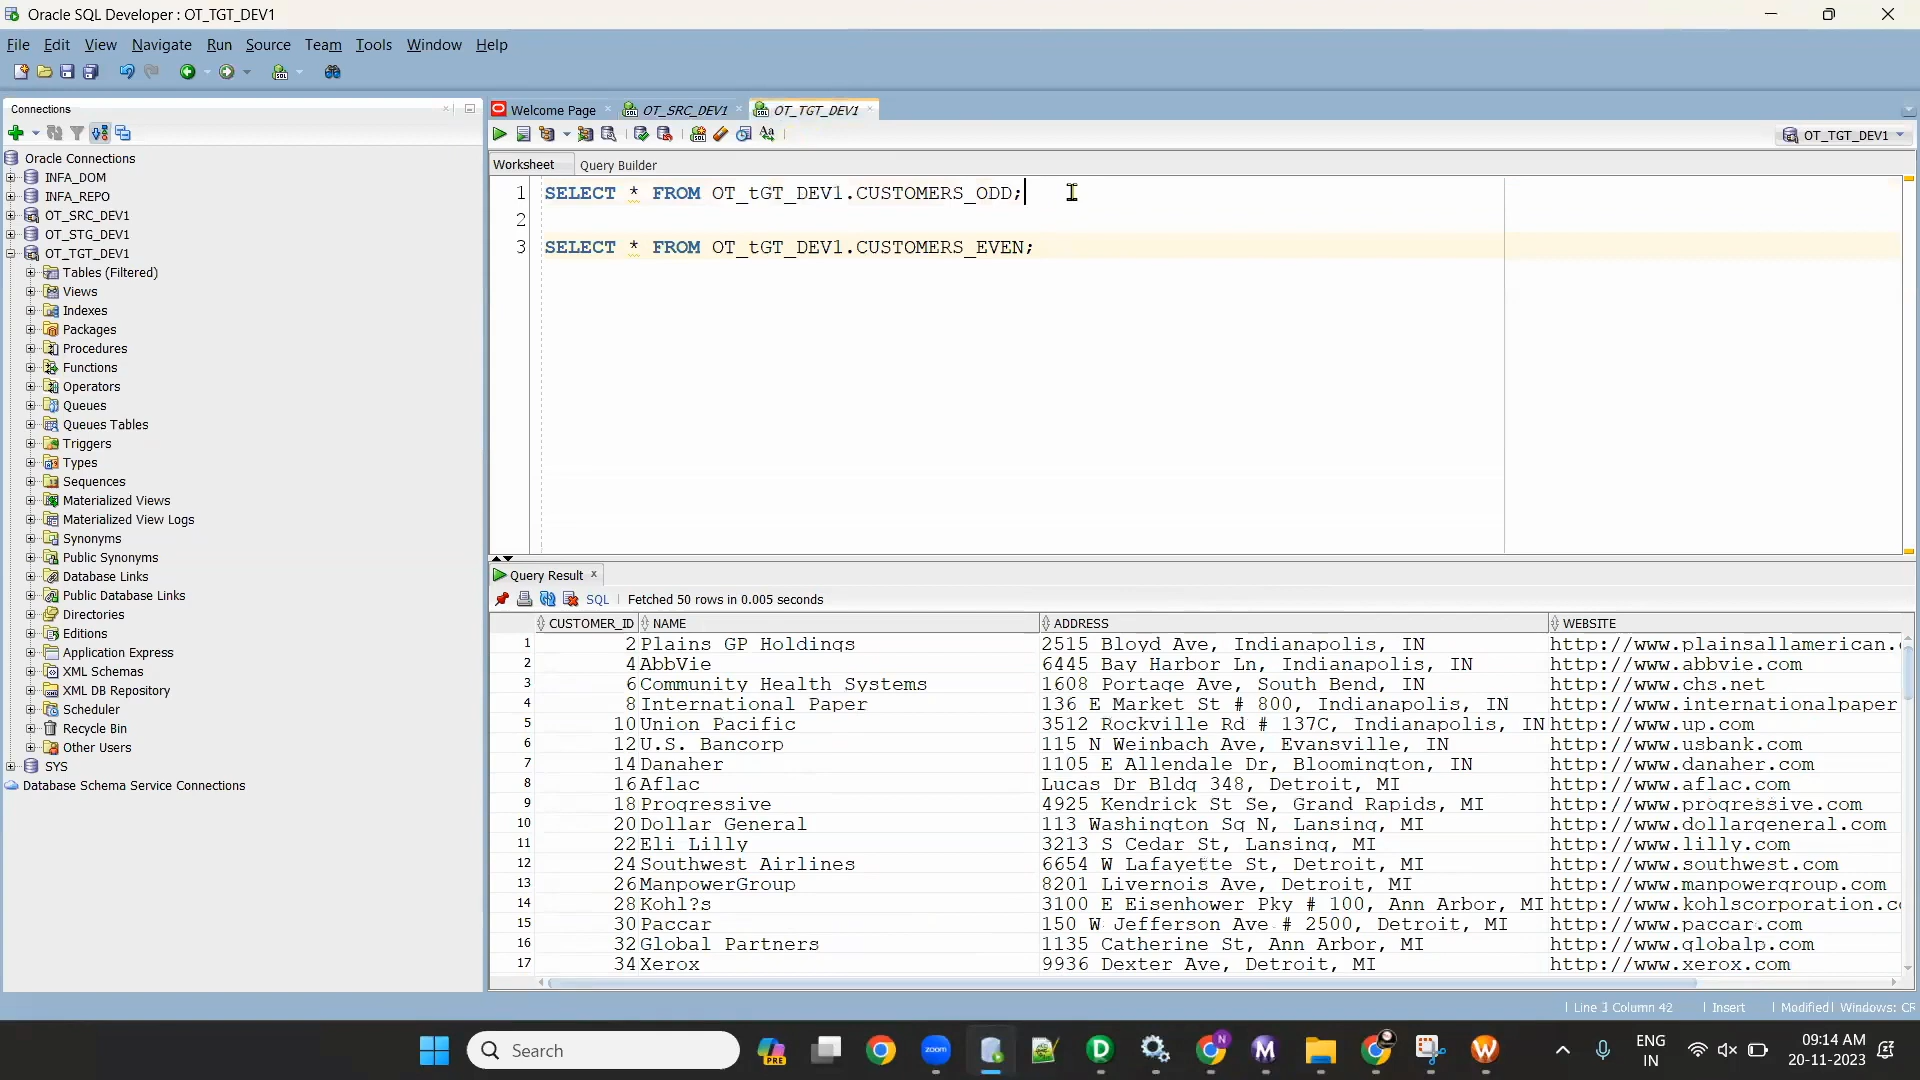 Oracle SQL Developer : OT_TGT_DEV1
File Edit View Navigate Run Source Team Tools Window Help
Connections
Oracle Connections
INFA_DOM
INFA_REPO
OT_SRC_DEV1
OT_STG_DEV1
OT_TGT_DEV1
Tables (Filtered)
Views
Indexes
Packages
Procedures
Functions
Operators
Queues
Queues Tables
Triggers
Types
Sequences
Materialized Views
Materialized View Logs
Synonyms
Public Synonyms
Database Links
Public Database Links
Directories
Editions
Application Express
XML Schemas
XML DB Repository
Scheduler
Recycle Bin
Other Users
SYS
Database Schema Service Connections
Welcome Page OT_SRC_DEV1 OT_TGT_DEV1
OT_TGT_DEV1
Worksheet Query Builder
1 SELECT * FROM OT_tGT_DEV1.CUSTOMERS_ODD;
2
3 SELECT * FROM OT_tGT_DEV1.CUSTOMERS_EVEN;
Query Result
SQL Fetched 50 rows in 0.005 seconds
CUSTOMER_ID NAME ADDRESS WEBSITE
1 2 Plains GP Holdings 2515 Bloyd Ave, Indianapolis, IN http://www.plainsallamerican.
2 4 AbbVie 6445 Bay Harbor Ln, Indianapolis, IN http://www.abbvie.com
3 6 Community Health Systems 1608 Portage Ave, South Bend, IN http://www.chs.net
4 8 International Paper 136 E Market St # 800, Indianapolis, IN http://www.internationalpaper
5 10 Union Pacific 3512 Rockville Rd # 137C, Indianapolis, IN http://www.up.com
6 12 U.S. Bancorp 115 N Weinbach Ave, Evansville, IN http://www.usbank.com
7 14 Danaher 1105 E Allendale Dr, Bloomington, IN http://www.danaher.com
8 16 Aflac Lucas Dr Bldg 348, Detroit, MI http://www.aflac.com
9 18 Progressive 4925 Kendrick St Se, Grand Rapids, MI http://www.progressive.com
10 20 Dollar General 113 Washington Sq N, Lansing, MI http://www.dollargeneral.com
11 22 Eli Lilly 3213 S Cedar St, Lansing, MI http://www.lilly.com
12 24 Southwest Airlines 6654 W Lafayette St, Detroit, MI http://www.southwest.com
13 26 ManpowerGroup 8201 Livernois Ave, Detroit, MI http://www.manpowergroup.com
14 28 Kohl?s 3100 E Eisenhower Pky # 100, Ann Arbor, MI http://www.kohlscorporation.c
15 30 Paccar 150 W Jefferson Ave # 2500, Detroit, MI http://www.paccar.com
16 32 Global Partners 1135 Catherine St, Ann Arbor, MI http://www.globalp.com
17 34 Xerox 9936 Dexter Ave, Detroit, MI http://www.xerox.com
Line 3 Column 42 Insert Modified Windows: CF
Search PRE zoom ENG IN 09:14 AM 20-11-2023